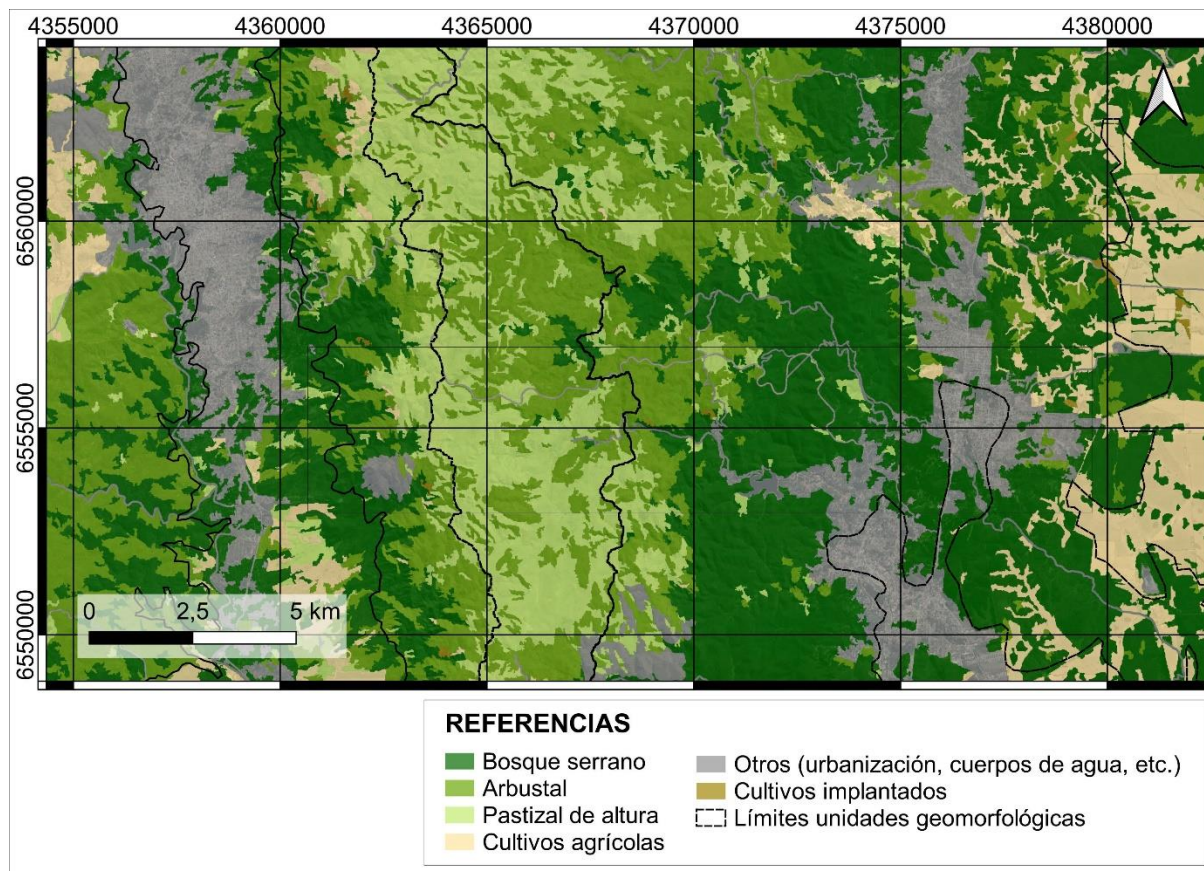 4355000 4360000 4365000 4370000 4375000 4380000
6560000
6555000
6550000
0 2,5 5 km
REFERENCIAS
Bosque serrano
Arbustal
Pastizal de altura
Cultivos agrícolas
Otros (urbanización, cuerpos de agua, etc.)
Cultivos implantados
Límites unidades geomorfológicas